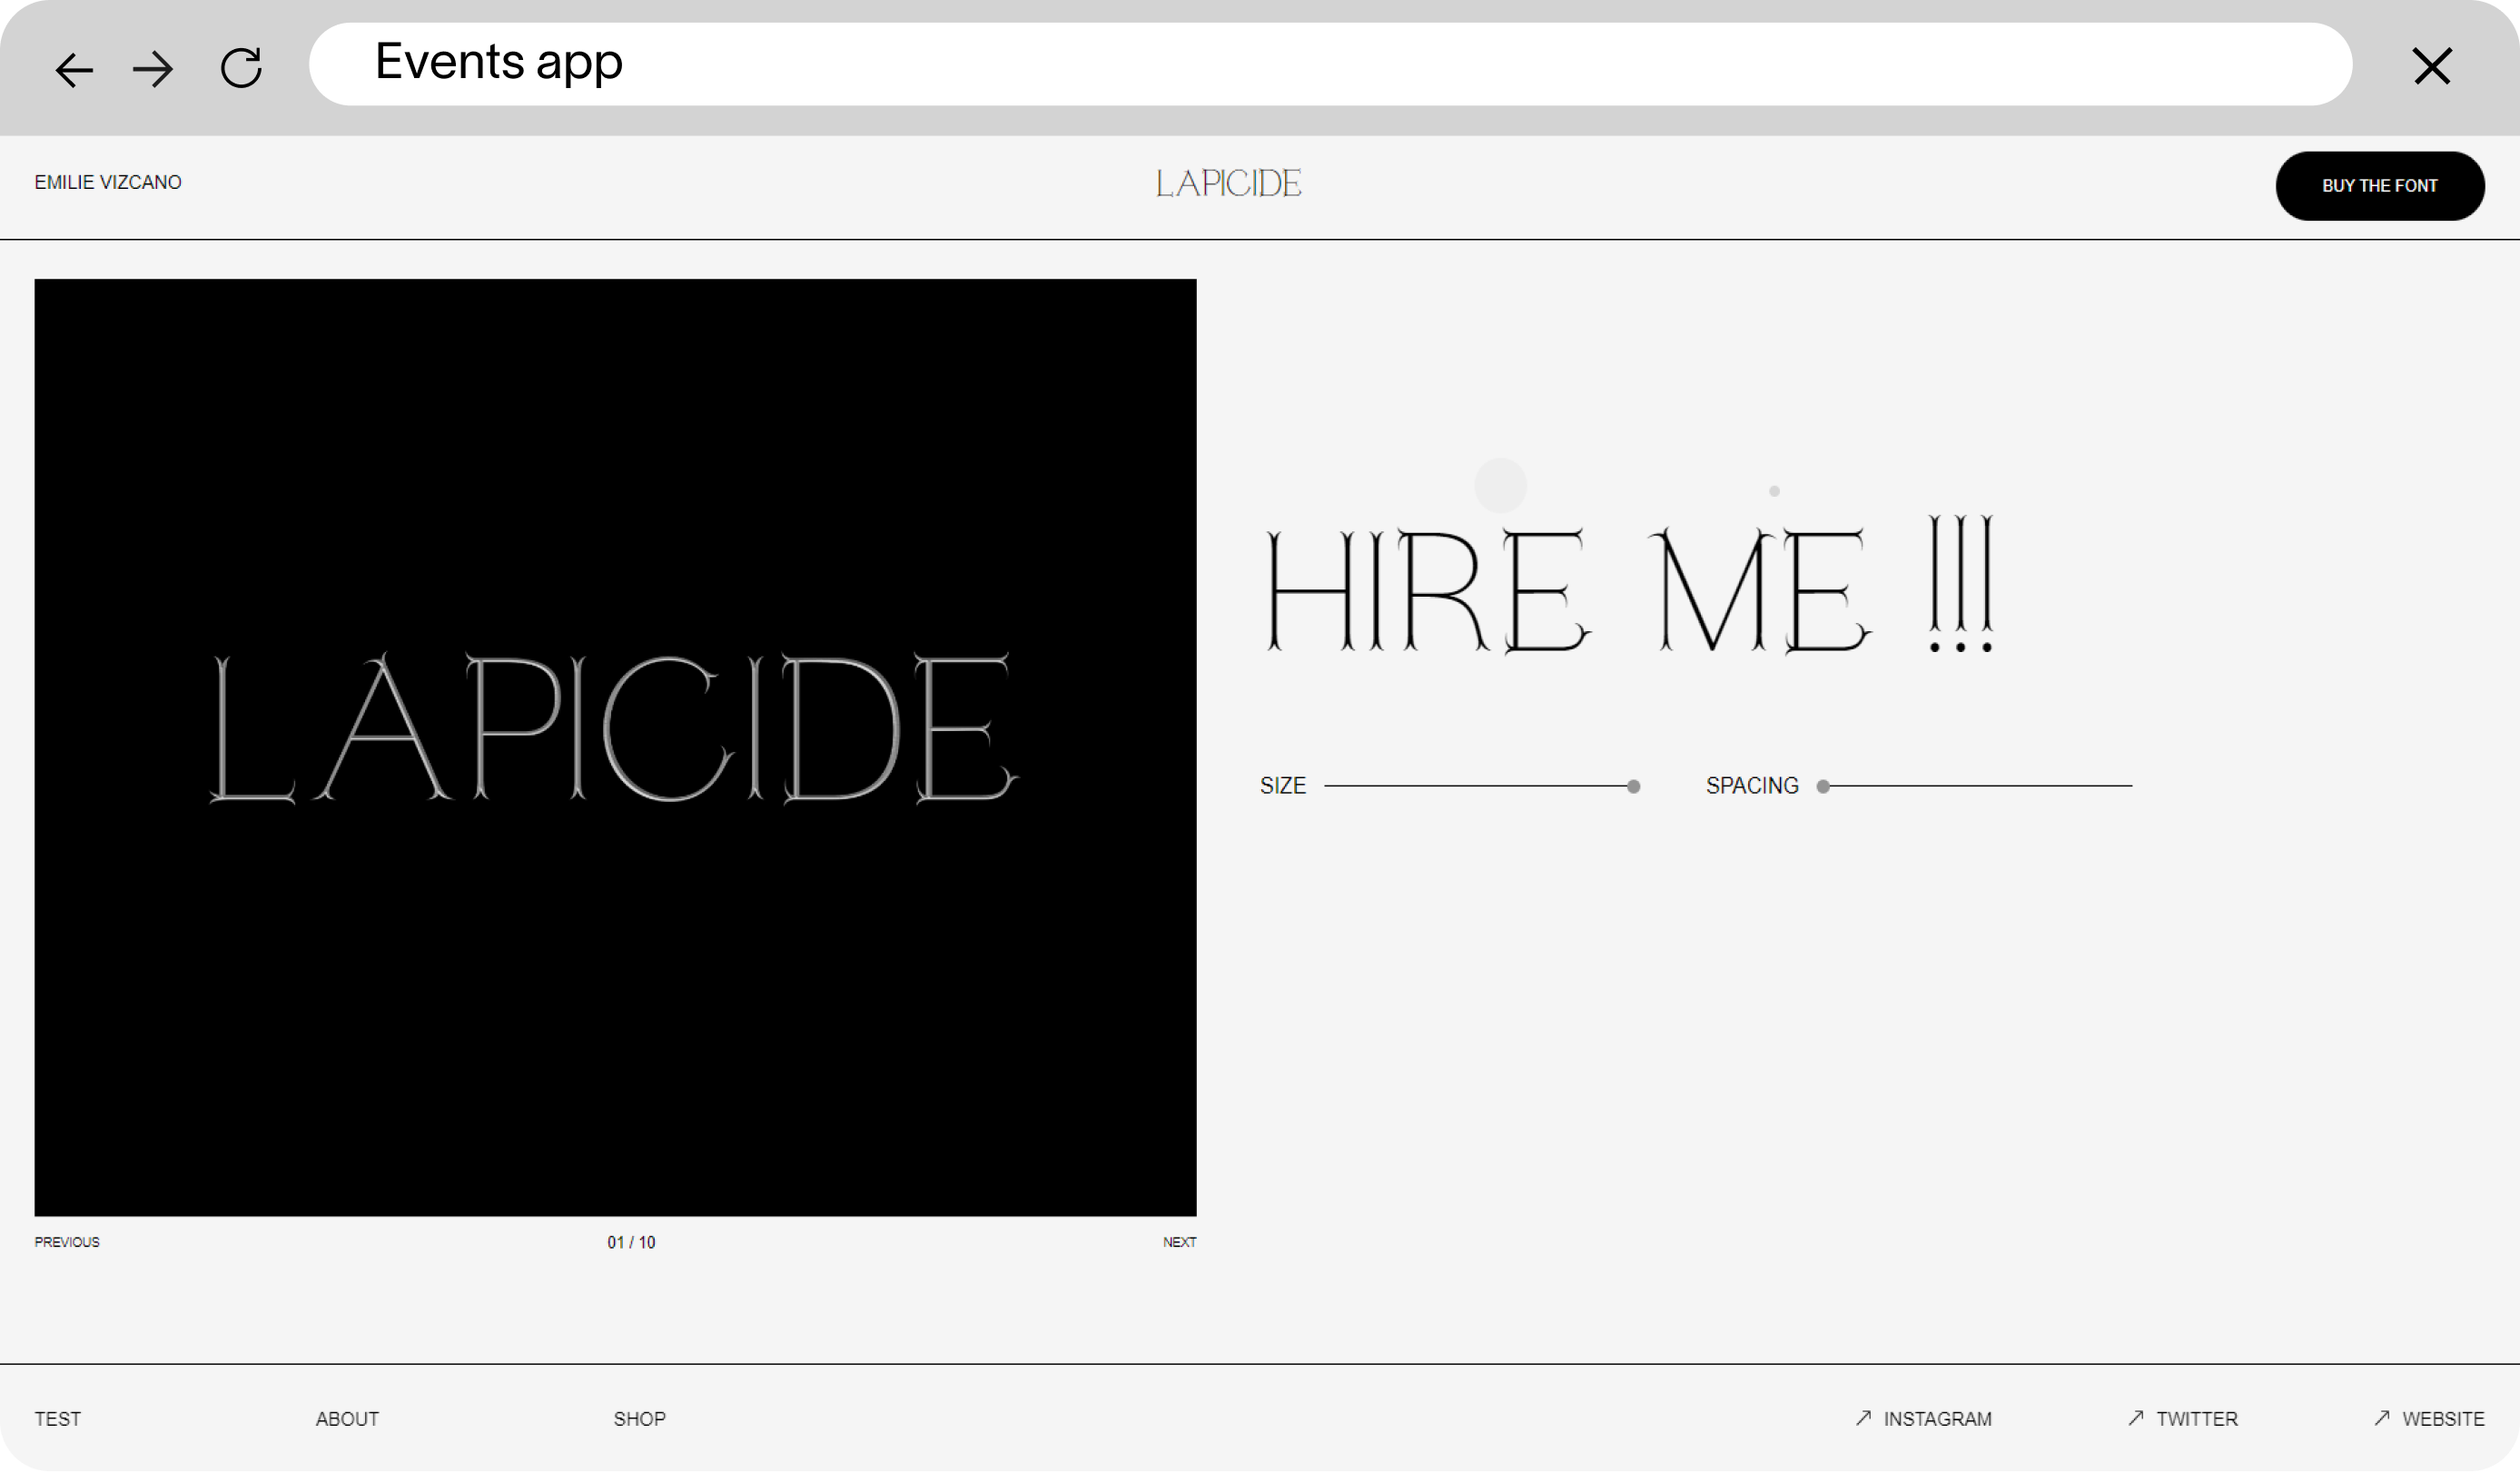 Events app
EMILIE VIZCANO
LAPICIDE
BUY THE FONT
LAPICIDE
HIRE ME !!!
SIZE
SPACING
PREVIOUS
01 / 10
NEXT
TEST
ABOUT
SHOP
INSTAGRAM
TWITTER
WEBSITE